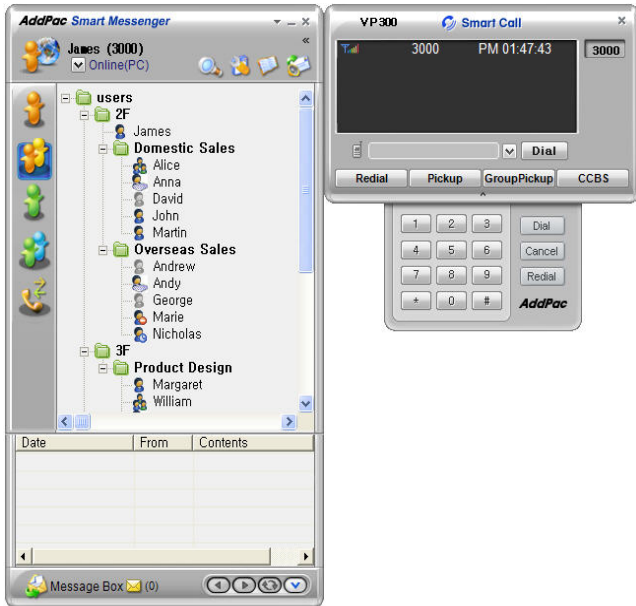 AddPac Smart Messenger
James (3000)
Online(PC)
users
2F
James
Domestic Sales
Alice
Anna
David
John
Martin
Overseas Sales
Andrew
Andy
George
Marie
Nicholas
3F
Product Design
Margaret
William
Date From Contents
Message Box (0)
VP300 Smart Call
3000 PM 01:47:43
3000
Dial
Redial Pickup GroupPickup CCBS
1 2 3 Dial
4 5 6 Cancel
7 8 9 Redial
* 0 # AddPac